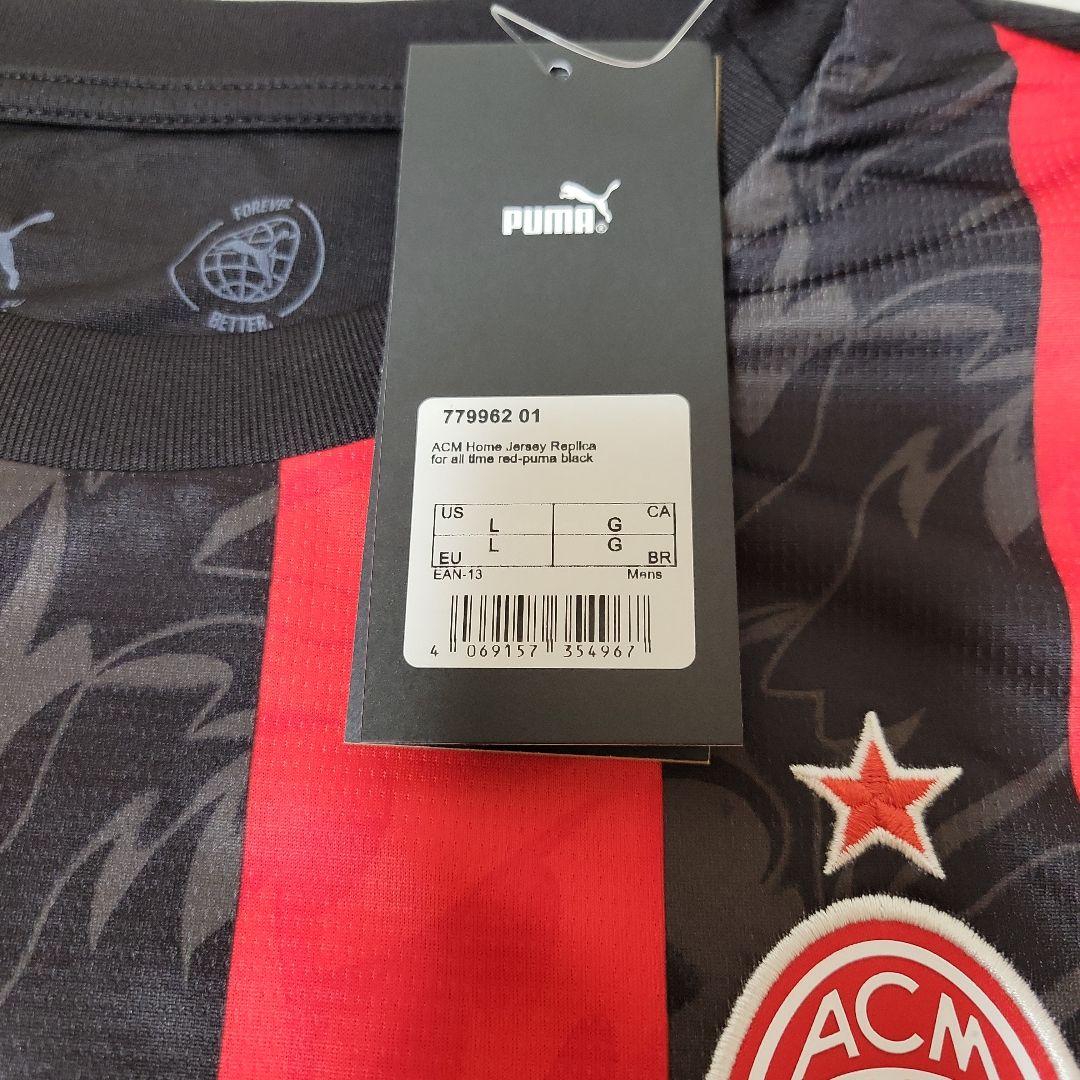 FOREVER.
BETTER.
PUMA®
779962 01
ACM Home Jersey Replica
for all time red-puma black
US L G CA
EU L G BR
EAN-13 Mens
4 069157 354967
ACM